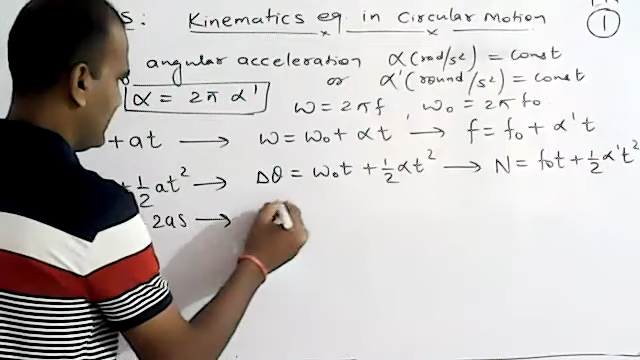 S: Kinematics eq in Circular Motion
1
angular acceleration α(rad/s²) = const
or α'(round/s²) = const
α = 2π α'
ω = 2πf, ω₀ = 2πf₀
+ at → ω = ω₀ + αt → f = f₀ + α't
+ ½at² → Δθ = ω₀t + ½αt² → N = f₀t + ½α't²
2as →